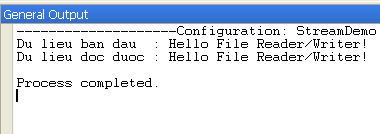 General Output
--------------------Configuration: StreamDemo
Du lieu ban dau  : Hello File Reader/Writer!
Du lieu doc duoc : Hello File Reader/Writer!
Process completed.